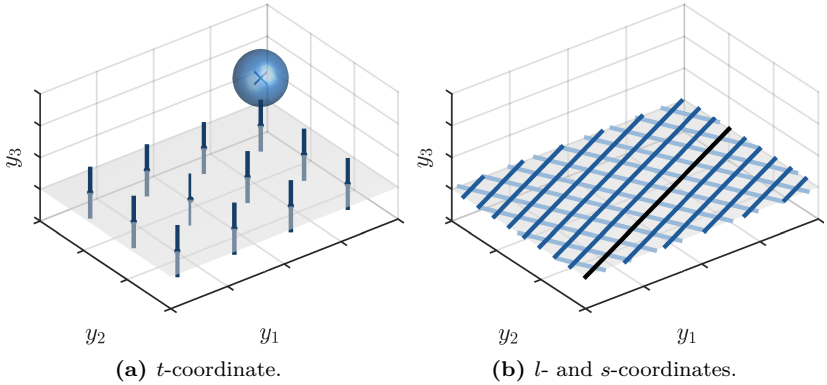 y₃
y₂
y₁
y₃
y₂
y₁
(a) t-coordinate.
(b) l- and s-coordinates.